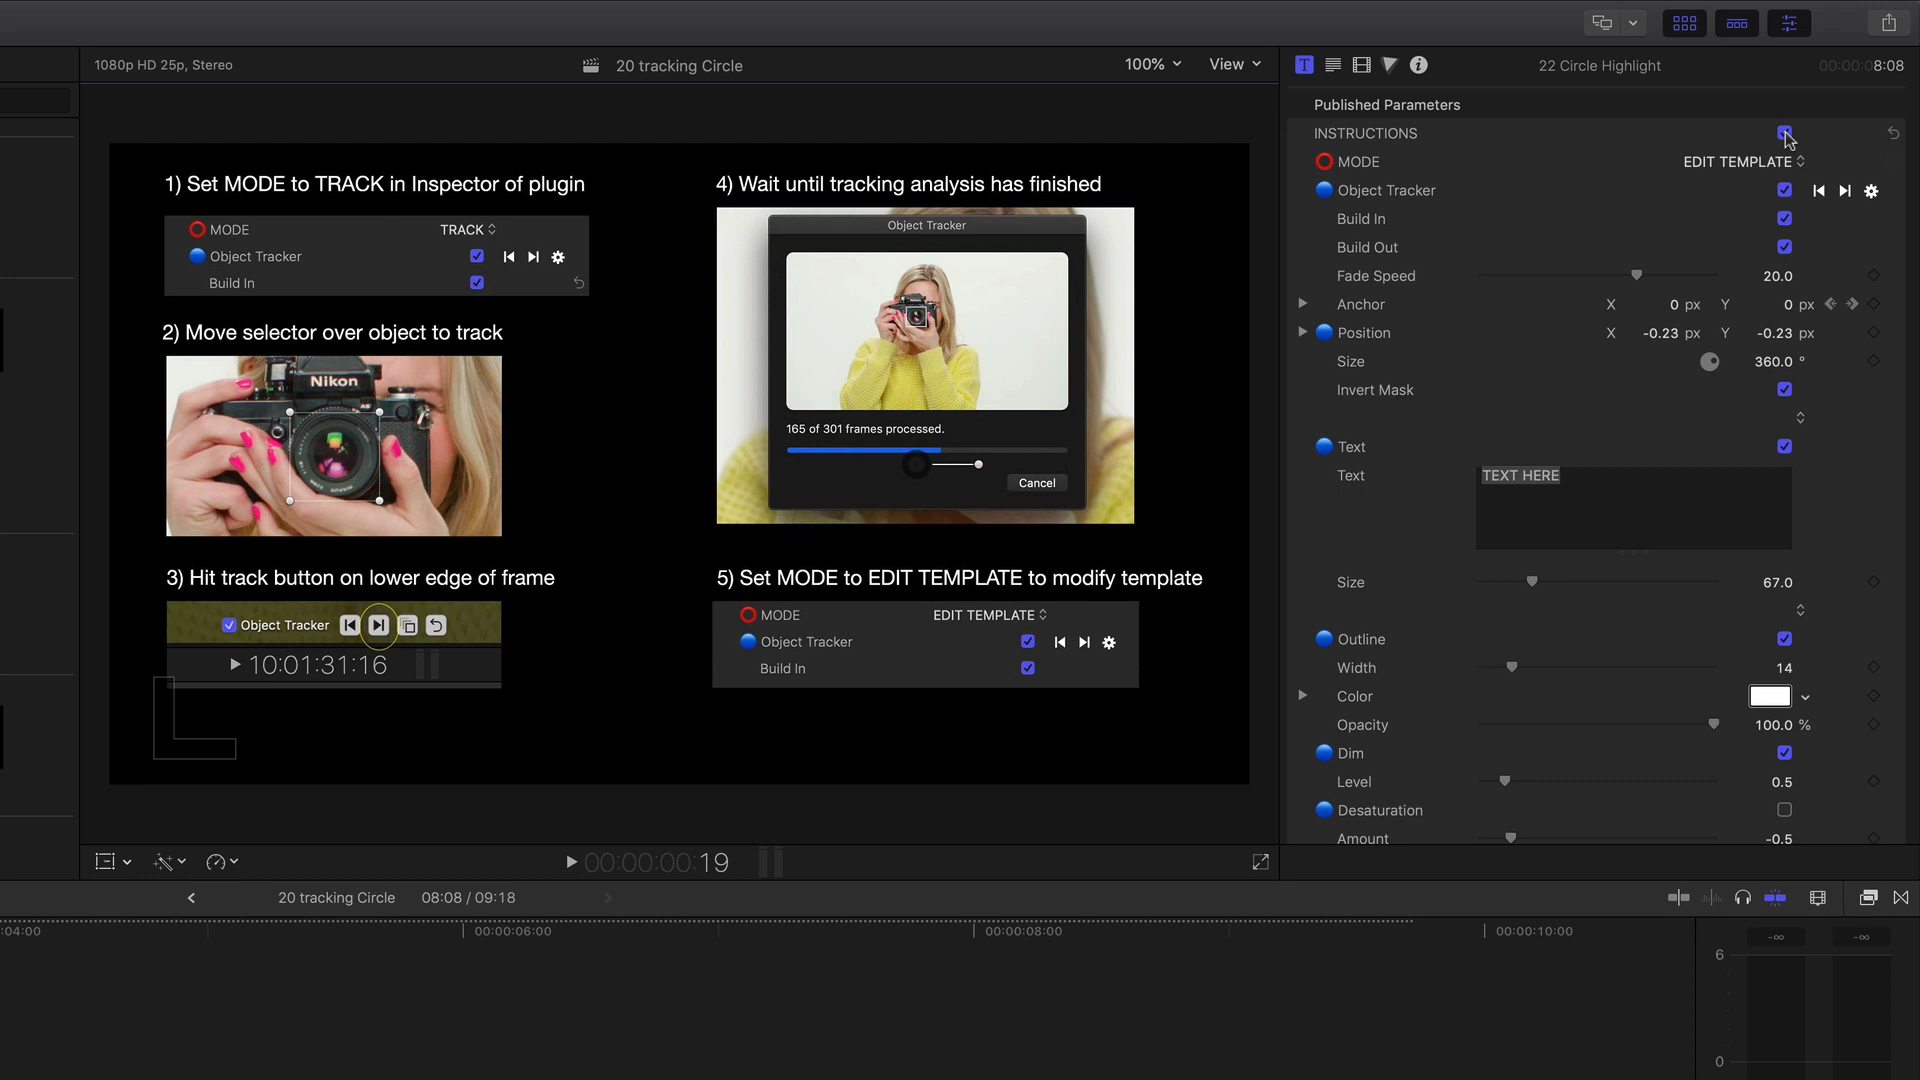 1080p HD 25p, Stereo
20 tracking Circle
100%
View
22 Circle Highlight
00:00:08:08
Published Parameters
INSTRUCTIONS
MODE
EDIT TEMPLATE
Object Tracker
Build In
Build Out
Fade Speed
20.0
Anchor
X
0 px
Y
0 px
Position
X
-0.23 px
Y
-0.23 px
Size
360.0 °
Invert Mask
Text
Text
TEXT HERE
Size
67.0
Outline
Width
14
Color
Opacity
100.0 %
Dim
Level
0.5
Desaturation
Amount
-0.5
1) Set MODE to TRACK in Inspector of plugin
MODE
TRACK
Object Tracker
Build In
2) Move selector over object to track
Nikon
3) Hit track button on lower edge of frame
Object Tracker
10:01:31:16
4) Wait until tracking analysis has finished
Object Tracker
165 of 301 frames processed.
Cancel
5) Set MODE to EDIT TEMPLATE to modify template
MODE
EDIT TEMPLATE
Object Tracker
Build In
00:00:00:19
20 tracking Circle
08:08 / 09:18
:04:00
00:00:06:00
00:00:08:00
00:00:10:00
-∞
-∞
6
0